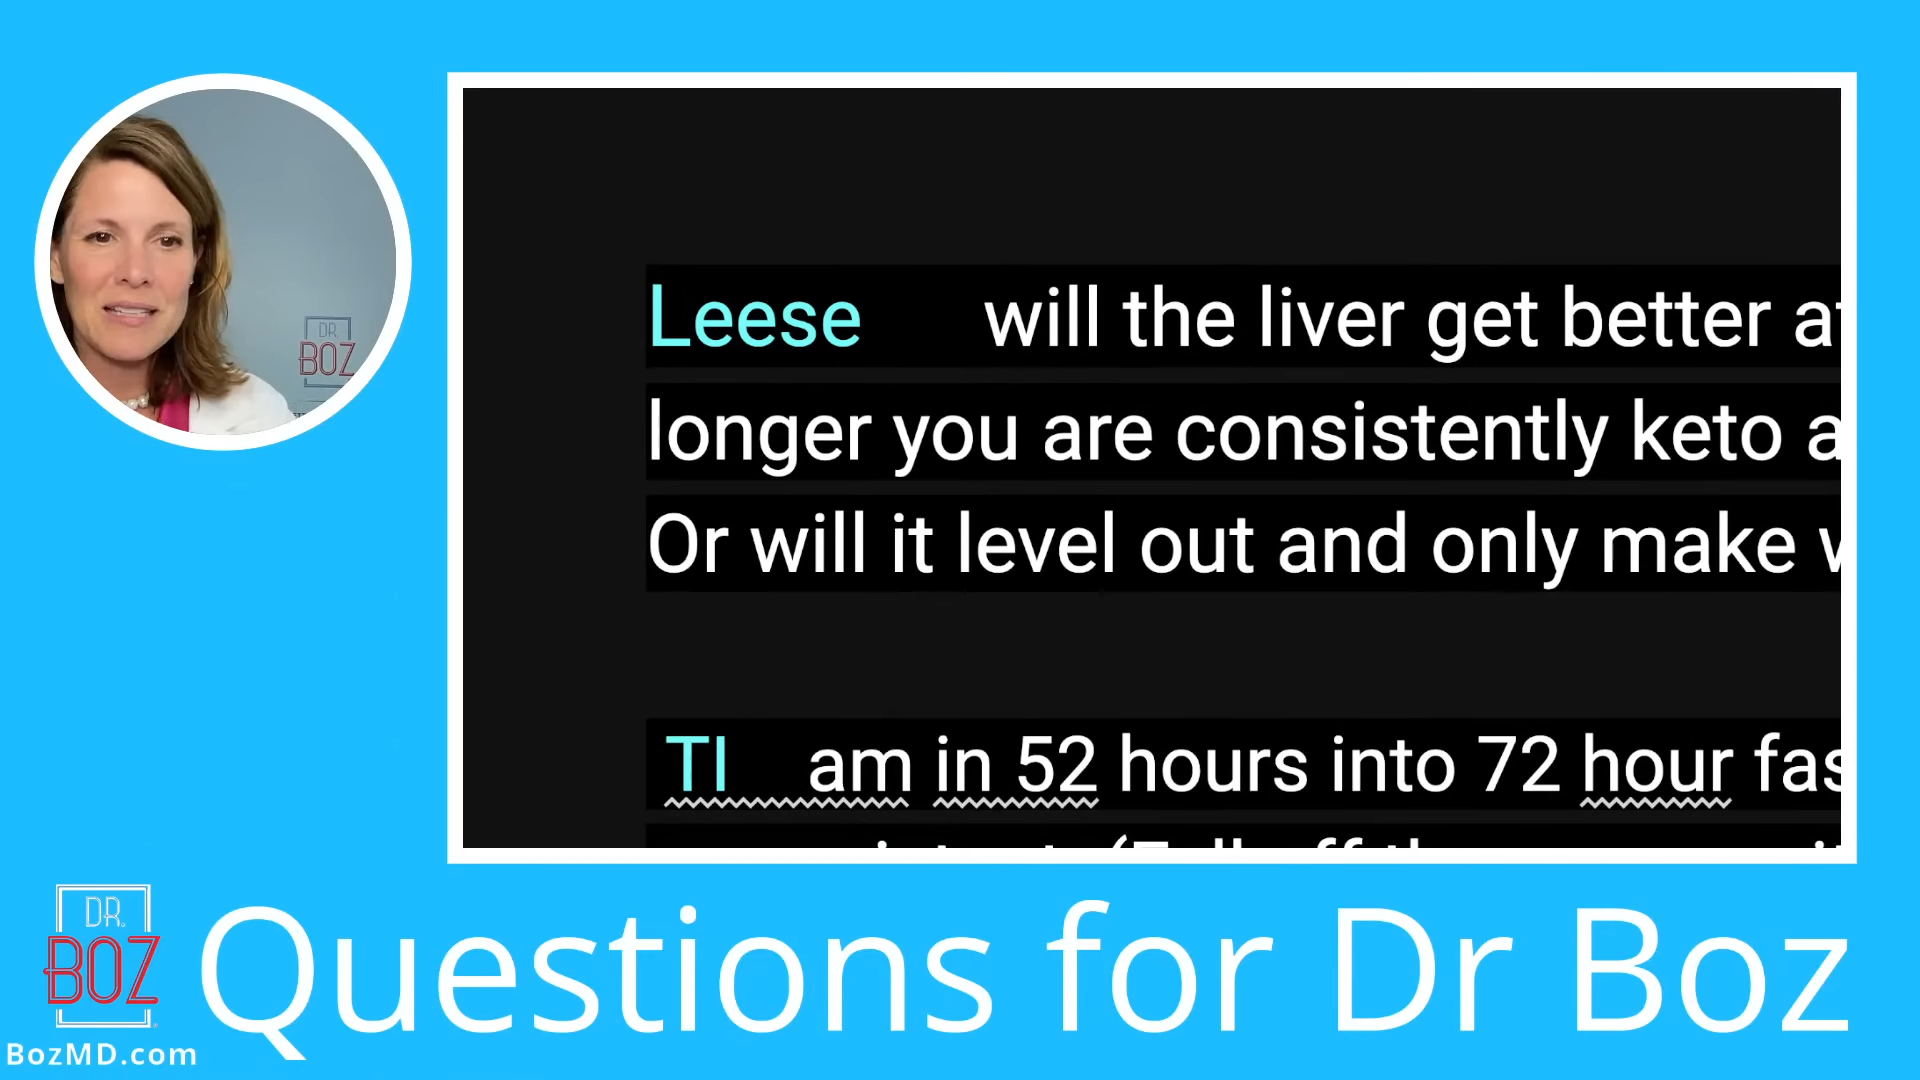 DR.
BOZ
Leese will the liver get better at
longer you are consistently keto a
Or will it level out and only make
TI am in 52 hours into 72 hour fas
DR.
BOZ
Questions for Dr Boz
BozMD.com